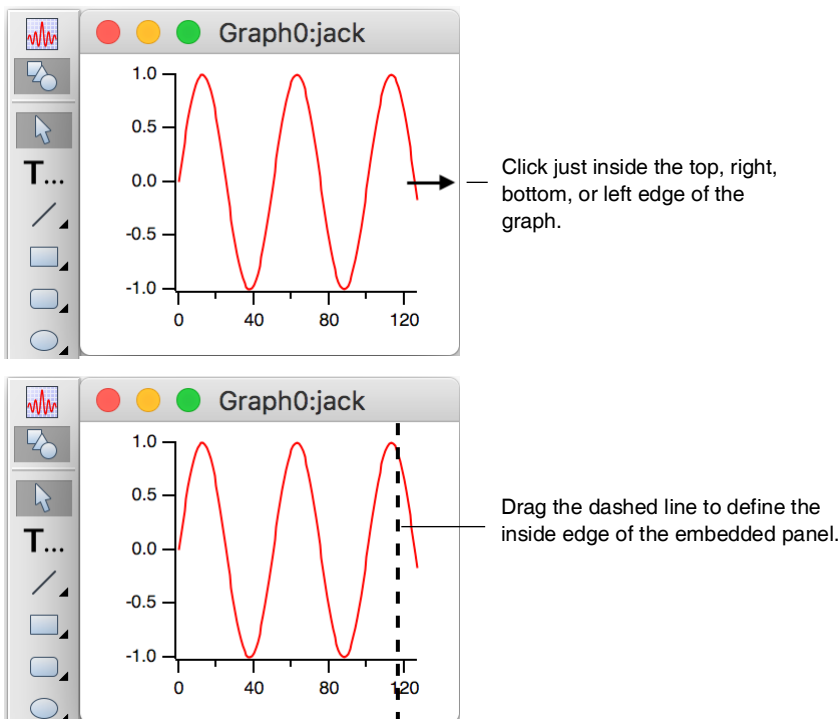 Graph0:jack
1.0
0.5
0.0
-0.5
-1.0
0 40 80 120
T...
Click just inside the top, right,
bottom, or left edge of the
graph.
Graph0:jack
1.0
0.5
0.0
-0.5
-1.0
0 40 80 120
T...
Drag the dashed line to define the
inside edge of the embedded panel.